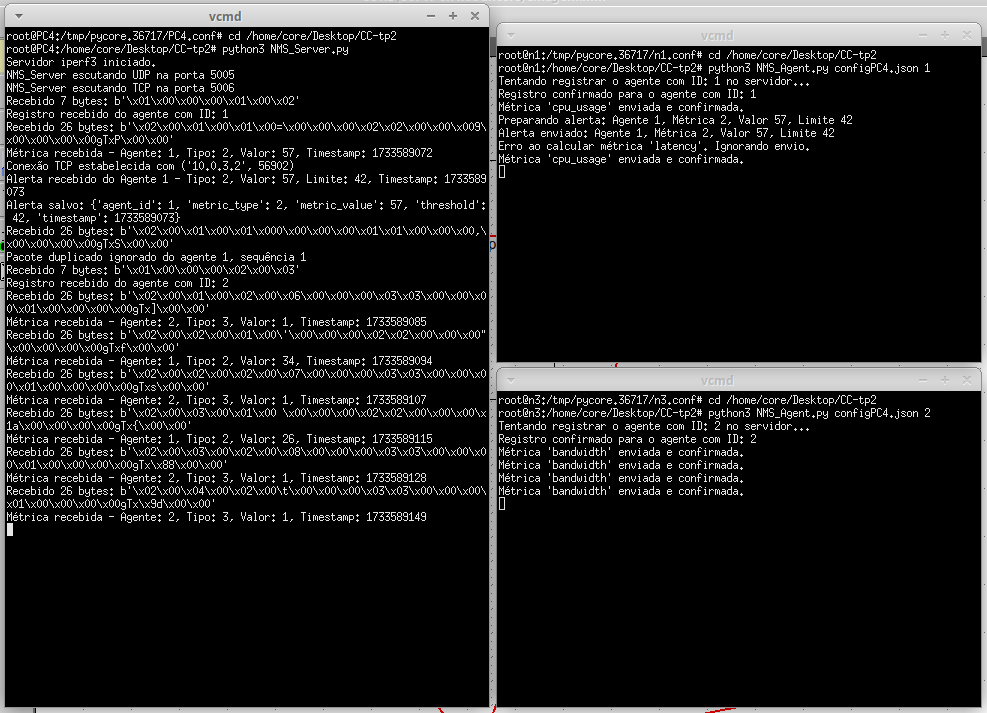 vcmd
root@PC4:/tmp/pycore.36717/PC4.conf# cd /home/core/Desktop/CC-tp2
root@PC4:/home/core/Desktop/CC-tp2# python3 NMS_Server.py
Servidor iperf3 iniciado.
NMS_Server escutando UDP na porta 5005
NMS_Server escutando TCP na porta 5006
Recebido 7 bytes: b'\x01\x00\x00\x00\x01\x00\x02'
Registro recebido do agente com ID: 1
Recebido 26 bytes: b'\x02\x00\x01\x00\x01\x00=\x00\x00\x00\x02\x02\x00\x00\x009\
x00\x00\x00\x00gTxP\x00\x00'
Métrica recebida - Agente: 1, Tipo: 2, Valor: 57, Timestamp: 1733589072
Conexão TCP estabelecida com ('10.0.3.2', 56902)
Alerta recebido do Agente 1 - Tipo: 2, Valor: 57, Limite: 42, Timestamp: 1733589
073
Alerta salvo: {'agent_id': 1, 'metric_type': 2, 'metric_value': 57, 'threshold':
 42, 'timestamp': 1733589073}
Recebido 26 bytes: b'\x02\x00\x01\x00\x01\x000\x00\x00\x00\x01\x01\x00\x00\x00,\
x00\x00\x00\x00gTxS\x00\x00'
Pacote duplicado ignorado do agente 1, sequência 1
Recebido 7 bytes: b'\x01\x00\x00\x00\x02\x00\x03'
Registro recebido do agente com ID: 2
Recebido 26 bytes: b'\x02\x00\x01\x00\x02\x00\x06\x00\x00\x00\x03\x03\x00\x00\x0
0\x01\x00\x00\x00\x00gTx]\x00\x00'
Métrica recebida - Agente: 2, Tipo: 3, Valor: 1, Timestamp: 1733589085
Recebido 26 bytes: b'\x02\x00\x02\x00\x01\x00\'\x00\x00\x00\x02\x02\x00\x00\x00"
\x00\x00\x00\x00gTxf\x00\x00'
Métrica recebida - Agente: 1, Tipo: 2, Valor: 34, Timestamp: 1733589094
Recebido 26 bytes: b'\x02\x00\x02\x00\x02\x00\x07\x00\x00\x00\x03\x03\x00\x00\x0
0\x01\x00\x00\x00\x00gTxs\x00\x00'
Métrica recebida - Agente: 2, Tipo: 3, Valor: 1, Timestamp: 1733589107
Recebido 26 bytes: b'\x02\x00\x03\x00\x01\x00 \x00\x00\x00\x02\x02\x00\x00\x00\x
1a\x00\x00\x00\x00gTx{\x00\x00'
Métrica recebida - Agente: 1, Tipo: 2, Valor: 26, Timestamp: 1733589115
Recebido 26 bytes: b'\x02\x00\x03\x00\x02\x00\x08\x00\x00\x00\x03\x03\x00\x00\x0
0\x01\x00\x00\x00\x00gTx\x88\x00\x00'
Métrica recebida - Agente: 2, Tipo: 3, Valor: 1, Timestamp: 1733589128
Recebido 26 bytes: b'\x02\x00\x04\x00\x02\x00\t\x00\x00\x00\x03\x03\x00\x00\x00\
x01\x00\x00\x00\x00gTx\x9d\x00\x00'
Métrica recebida - Agente: 2, Tipo: 3, Valor: 1, Timestamp: 1733589149
vcmd
root@n1:/tmp/pycore.36717/n1.conf# cd /home/core/Desktop/CC-tp2
root@n1:/home/core/Desktop/CC-tp2# python3 NMS_Agent.py configPC4.json 1
Tentando registrar o agente com ID: 1 no servidor...
Registro confirmado para o agente com ID: 1
Métrica 'cpu_usage' enviada e confirmada.
Preparando alerta: Agente 1, Métrica 2, Valor 57, Limite 42
Alerta enviado: Agente 1, Métrica 2, Valor 57, Limite 42
Erro ao calcular métrica 'latency'. Ignorando envio.
Métrica 'cpu_usage' enviada e confirmada.
vcmd
root@n3:/tmp/pycore.36717/n3.conf# cd /home/core/Desktop/CC-tp2
root@n3:/home/core/Desktop/CC-tp2# python3 NMS_Agent.py configPC4.json 2
Tentando registrar o agente com ID: 2 no servidor...
Registro confirmado para o agente com ID: 2
Métrica 'bandwidth' enviada e confirmada.
Métrica 'bandwidth' enviada e confirmada.
Métrica 'bandwidth' enviada e confirmada.
Métrica 'bandwidth' enviada e confirmada.